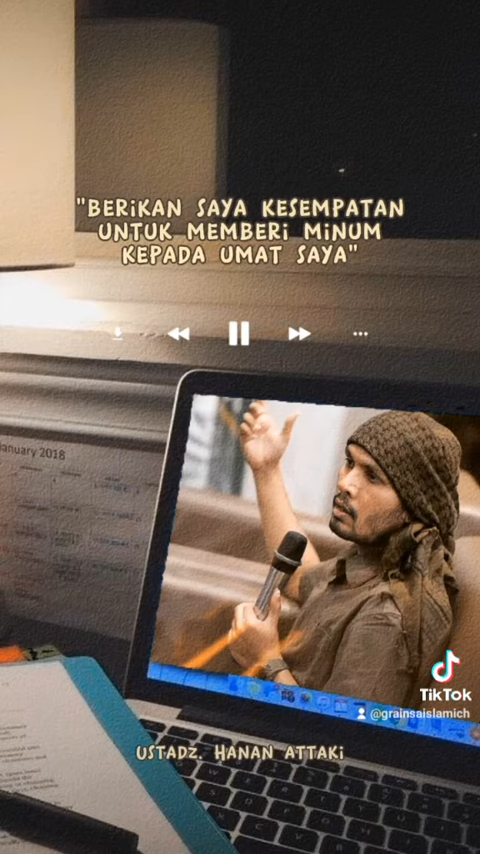 "BERiKAN SAYA KESEMPATAN
UNTUK MEMBERi MiNUM
KEPADA UMAT SAYA"
January 2018
TikTok
@grainsaislamich
USTADZ. HANAN ATTAKi